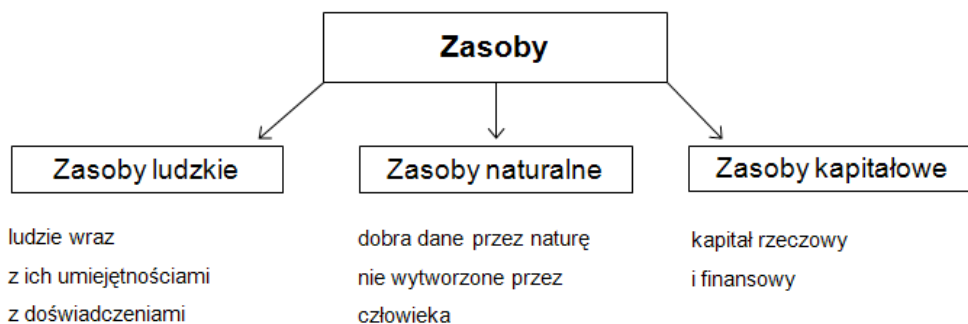 Zasoby
Zasoby ludzkie
ludzie wraz
z ich umiejętnościami
z doświadczeniami
Zasoby naturalne
dobra dane przez naturę
nie wytworzone przez
człowieka
Zasoby kapitałowe
kapitał rzeczowy
i finansowy